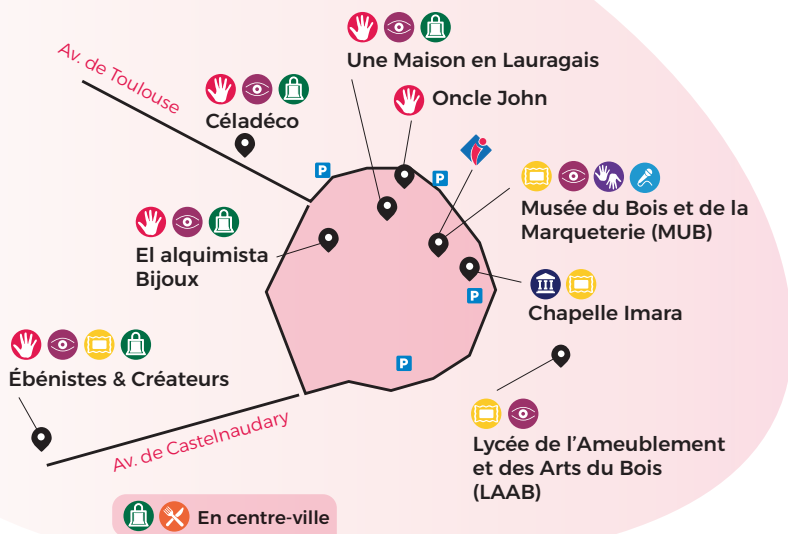 Une Maison en Lauragais
Av. de Toulouse
Oncle John
Céladéco
P
P
Musée du Bois et de la
Marqueterie (MUB)
El alquimista
Bijoux
P
Chapelle Imara
P
Ébénistes & Créateurs
Av. de Castelnaudary
Lycée de l’Ameublement
et des Arts du Bois
(LAAB)
En centre-ville